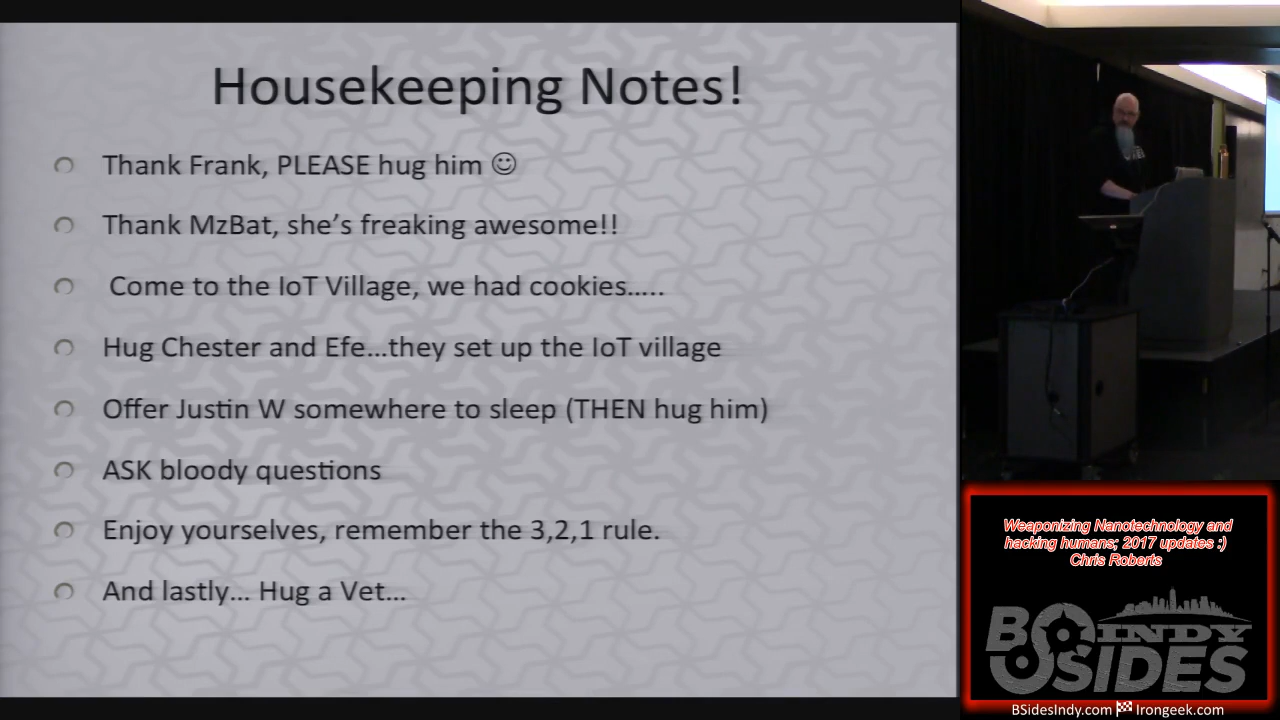 Housekeeping Notes!
Thank Frank, PLEASE hug him ☺
Thank MzBat, she's freaking awesome!!
Come to the IoT Village, we had cookies.....
Hug Chester and Efe...they set up the IoT village
Offer Justin W somewhere to sleep (THEN hug him)
ASK bloody questions
Enjoy yourselves, remember the 3,2,1 rule.
And lastly... Hug a Vet...
Weaponizing Nanotechnology and
hacking humans; 2017 updates :)
Chris Roberts
BSIDES INDY
BSidesIndy.com Irongeek.com